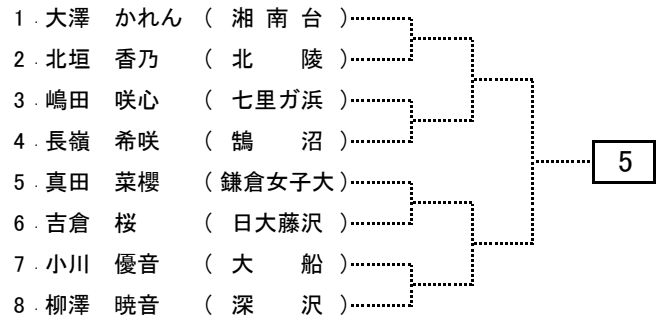 1 . 大澤 かれん ( 湘 南 台 )
2 . 北垣 香乃 ( 北 陵 )
3 . 嶋田 咲心 ( 七里ガ浜 )
4 . 長嶺 希咲 ( 鵠 沼 )
5 . 真田 菜櫻 ( 鎌倉女子大 )
6 . 吉倉 桜 ( 日大藤沢 )
7 . 小川 優音 ( 大 船 )
8 . 柳澤 暁音 ( 深 沢 )
5